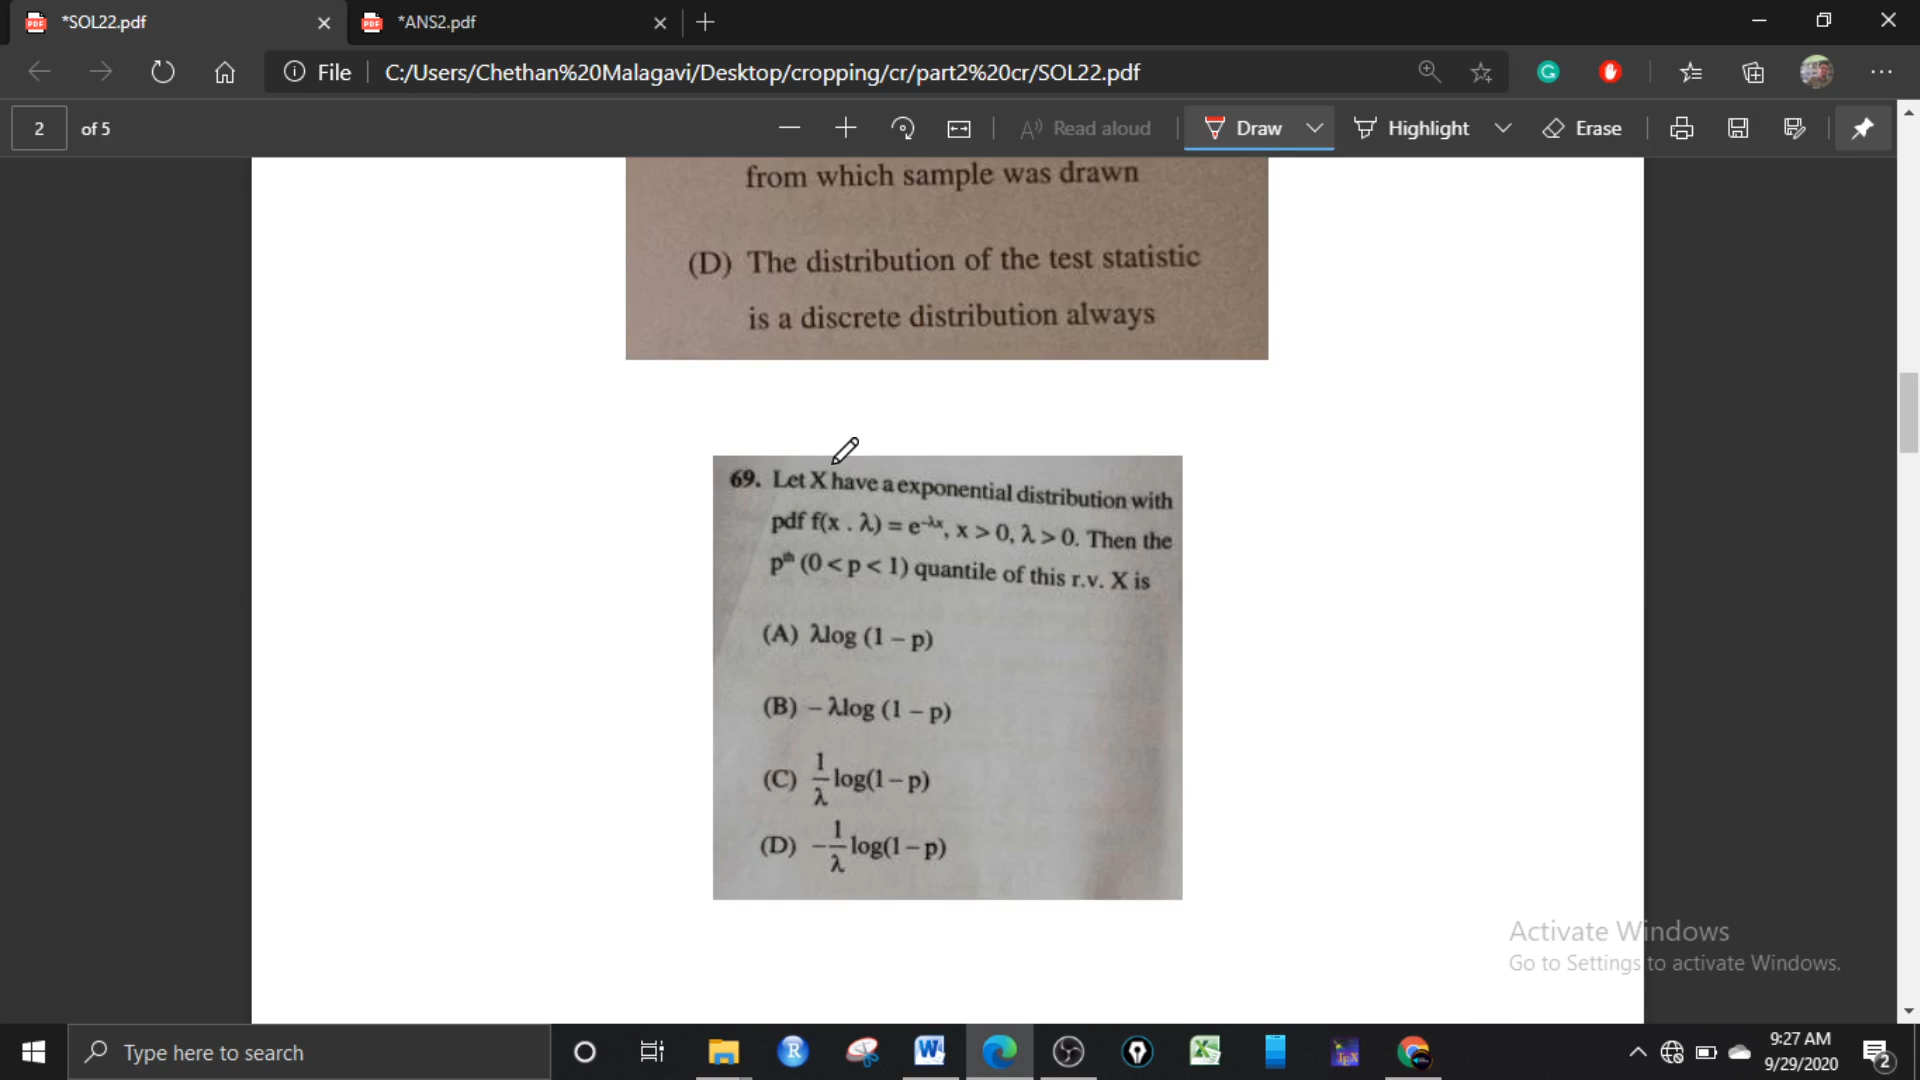 *SOL22.pdf
*ANS2.pdf
File
C:/Users/Chethan%20Malagavi/Desktop/cropping/cr/part2%20cr/SOL22.pdf
2 of 5
Read aloud
Draw
Highlight
Erase
from which sample was drawn
(D) The distribution of the test statistic
is a discrete distribution always
69. Let X have a exponential distribution with
pdf f(x . λ) = e^{-λx}, x > 0, λ > 0. Then the
p^{th} (0 < p < 1) quantile of this r.v. X is
(A) λlog (1 – p)
(B) – λlog (1 – p)
(C) 1/λ log(1 – p)
(D) –1/λ log(1 – p)
Activate Windows
Go to Settings to activate Windows.
Type here to search
9:27 AM
9/29/2020
2